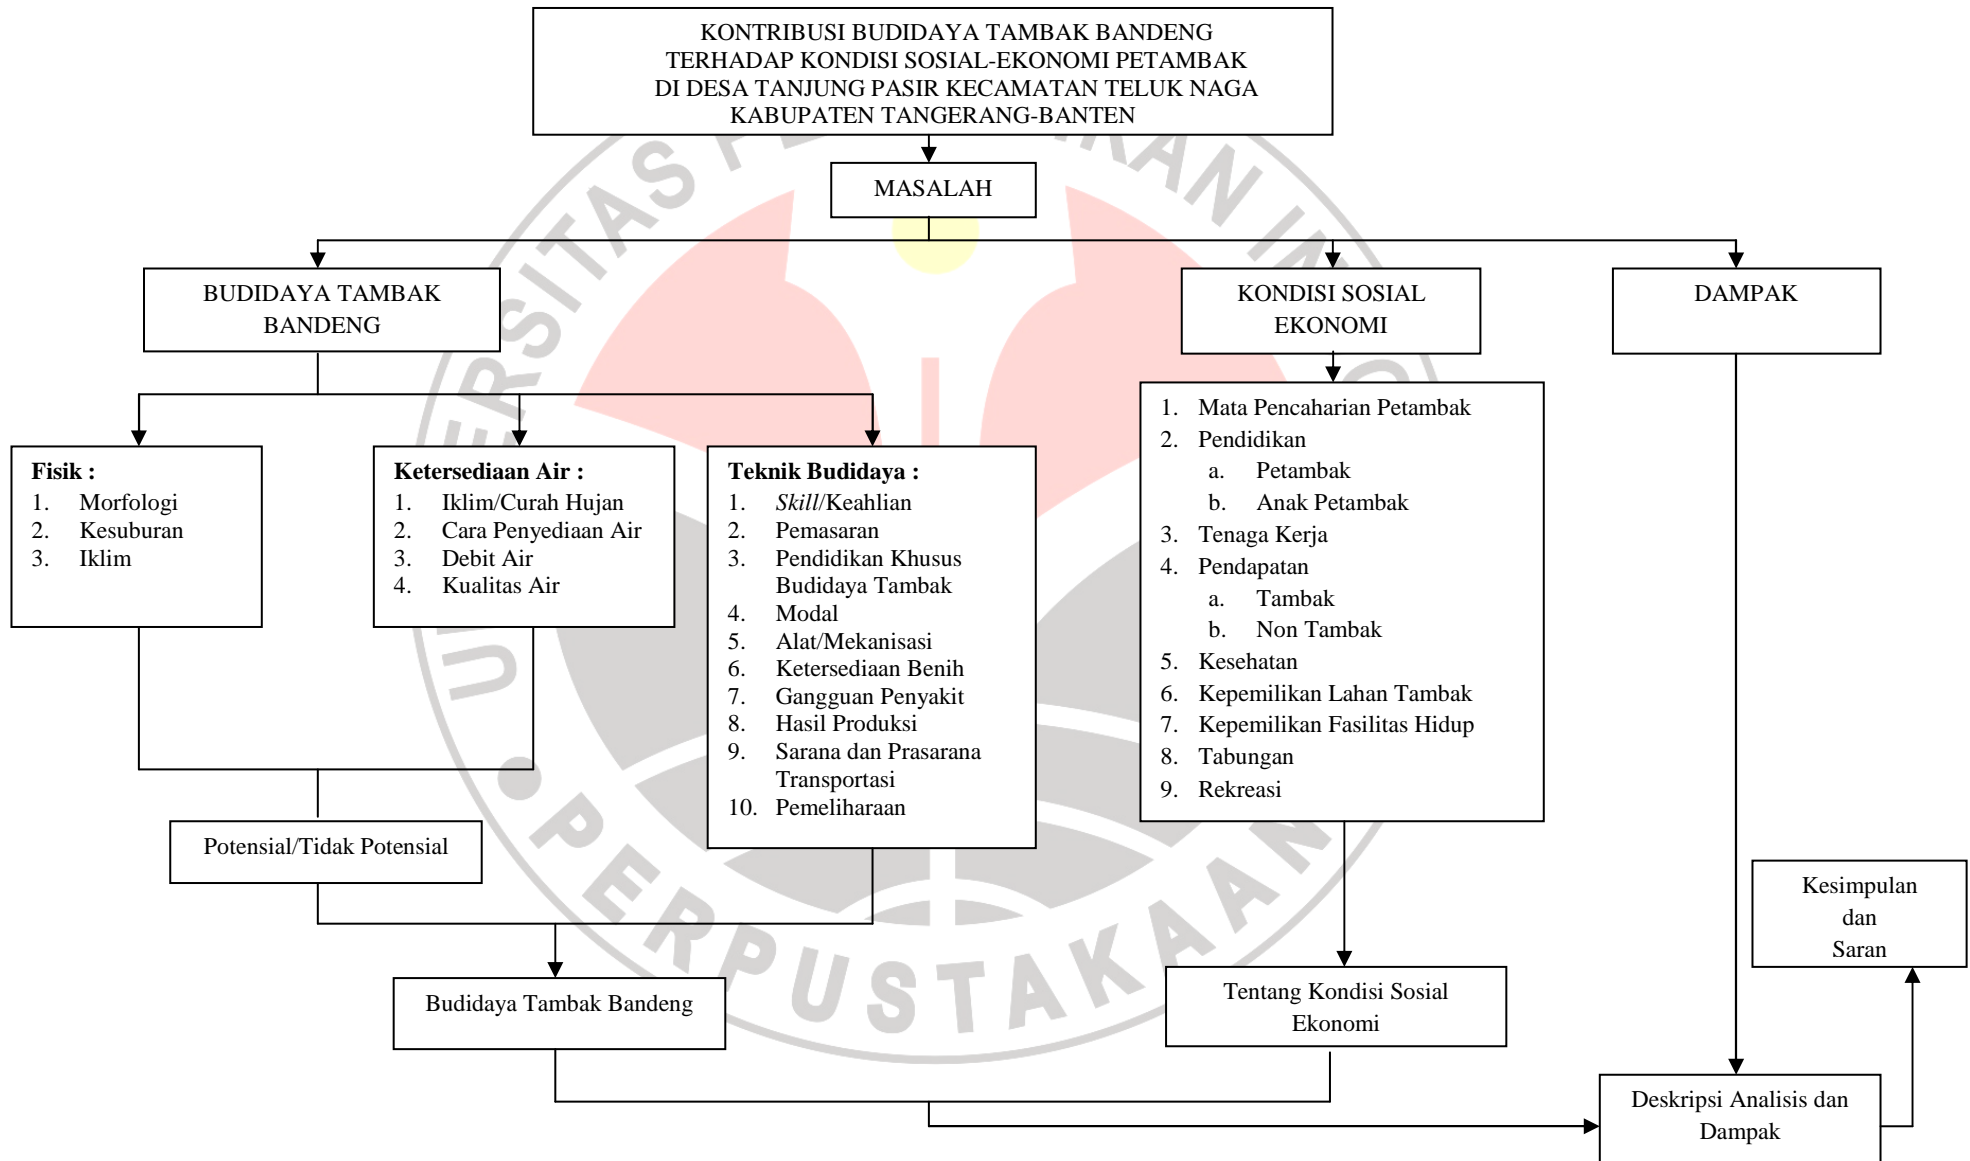 KONTRIBUSI BUDIDAYA TAMBAK BANDENG
TERHADAP KONDISI SOSIAL-EKONOMI PETAMBAK
DI DESA TANJUNG PASIR KECAMATAN TELUK NAGA
KABUPATEN TANGERANG-BANTEN
MASALAH
BUDIDAYA TAMBAK
BANDENG
KONDISI SOSIAL
EKONOMI
DAMPAK
Fisik :
1. Morfologi
2. Kesuburan
3. Iklim
Ketersediaan Air :
1. Iklim/Curah Hujan
2. Cara Penyediaan Air
3. Debit Air
4. Kualitas Air
Teknik Budidaya :
1. Skill/Keahlian
2. Pemasaran
3. Pendidikan Khusus
Budidaya Tambak
4. Modal
5. Alat/Mekanisasi
6. Ketersediaan Benih
7. Gangguan Penyakit
8. Hasil Produksi
9. Sarana dan Prasarana
Transportasi
10. Pemeliharaan
1. Mata Pencaharian Petambak
2. Pendidikan
a. Petambak
b. Anak Petambak
3. Tenaga Kerja
4. Pendapatan
a. Tambak
b. Non Tambak
5. Kesehatan
6. Kepemilikan Lahan Tambak
7. Kepemilikan Fasilitas Hidup
8. Tabungan
9. Rekreasi
Potensial/Tidak Potensial
Kesimpulan
dan
Saran
Budidaya Tambak Bandeng
Tentang Kondisi Sosial
Ekonomi
Deskripsi Analisis dan
Dampak
PERPUSTAKAAN